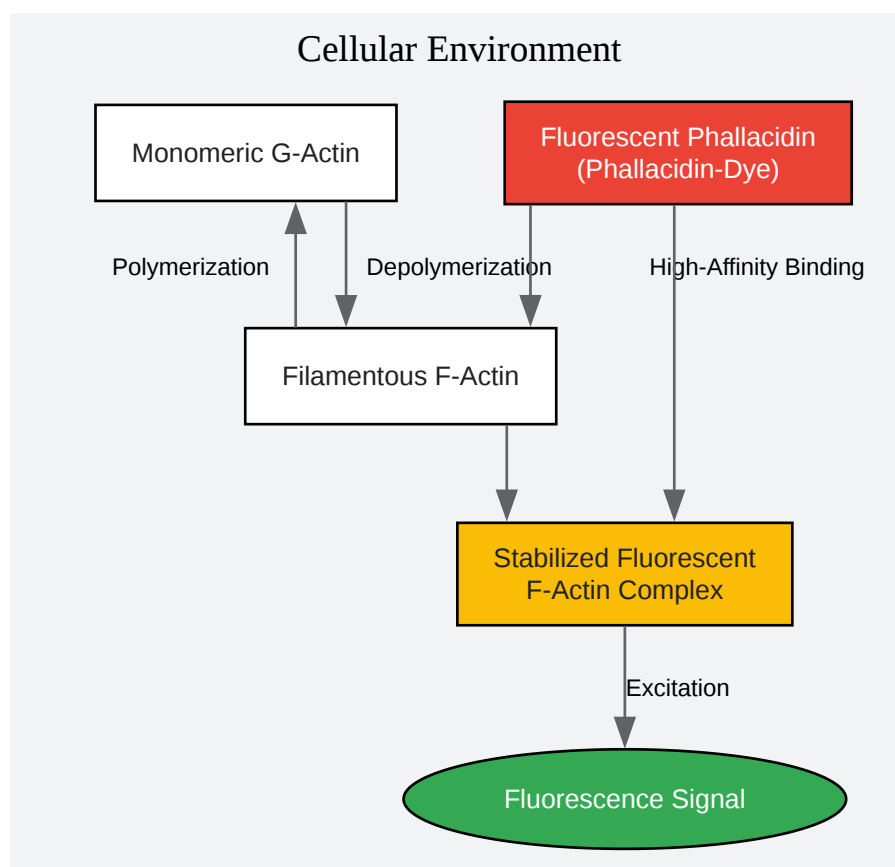 Cellular Environment
Monomeric G-Actin
Fluorescent Phallacidin
(Phallacidin-Dye)
Polymerization
Depolymerization
High-Affinity Binding
Filamentous F-Actin
Stabilized Fluorescent
F-Actin Complex
Excitation
Fluorescence Signal